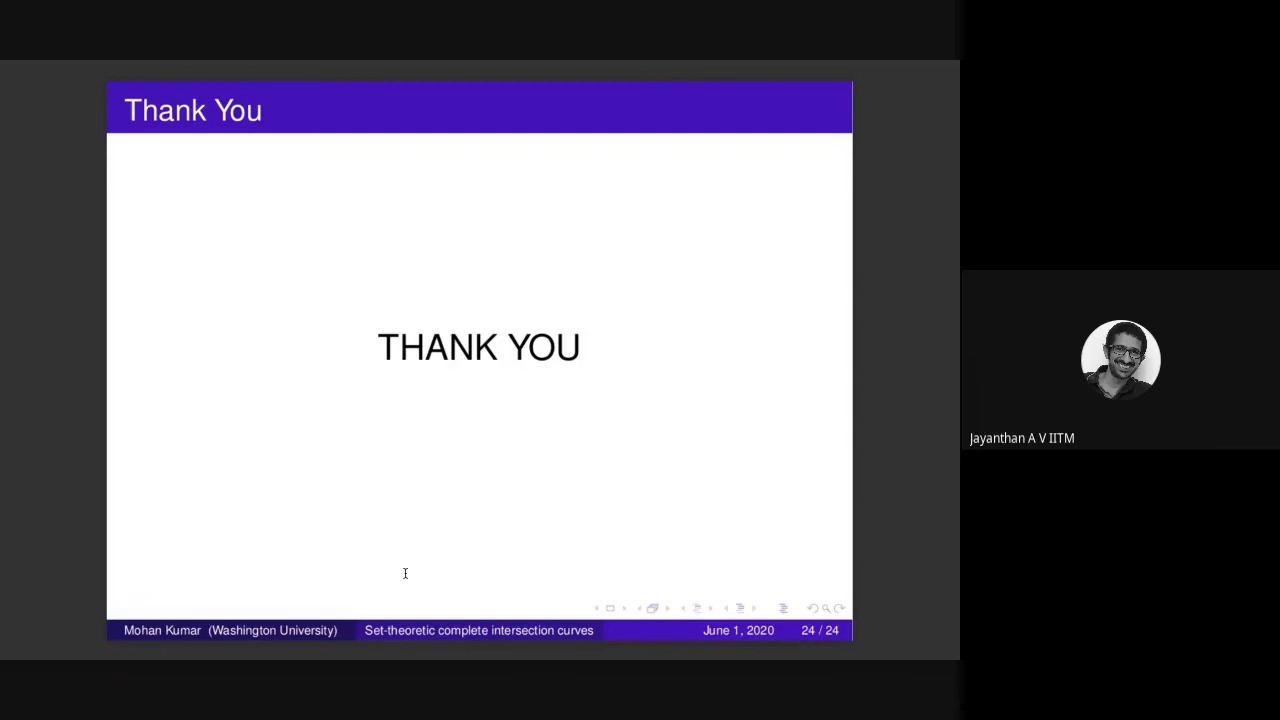 Thank You
THANK YOU
Mohan Kumar (Washington University) Set-theoretic complete intersection curves June 1, 2020 24 / 24
Jayanthan A V IITM